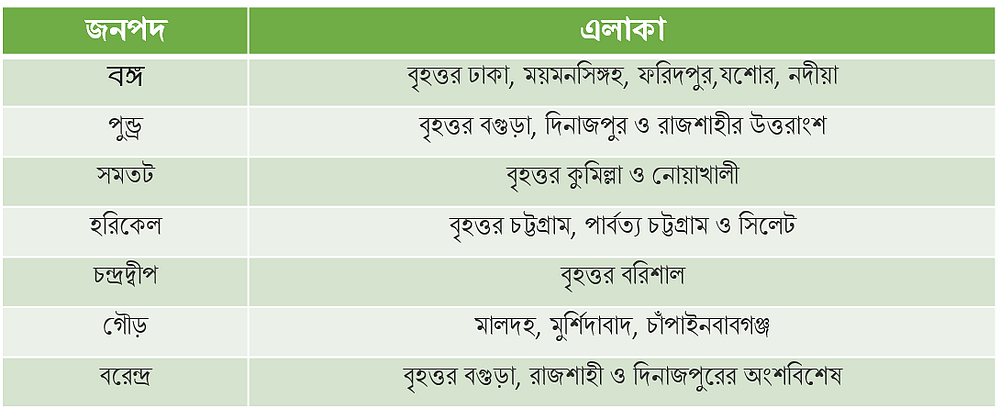 জনপদ এলাকা
বঙ্গ বৃহত্তর ঢাকা, ময়মনসিঙ্গহ, ফরিদপুর,যশোর, নদীয়া
পুন্ড্র বৃহত্তর বগুড়া, দিনাজপুর ও রাজশাহীর উত্তরাংশ
সমতট বৃহত্তর কুমিল্লা ও নোয়াখালী
হরিকেল বৃহত্তর চট্টগ্রাম, পার্বত্য চট্টগ্রাম ও সিলেট
চন্দ্রদ্বীপ বৃহত্তর বরিশাল
গৌড় মালদহ, মুর্শিদাবাদ, চাঁপাইনবাবগঞ্জ
বরেন্দ্র বৃহত্তর বগুড়া, রাজশাহী ও দিনাজপুরের অংশবিশেষ